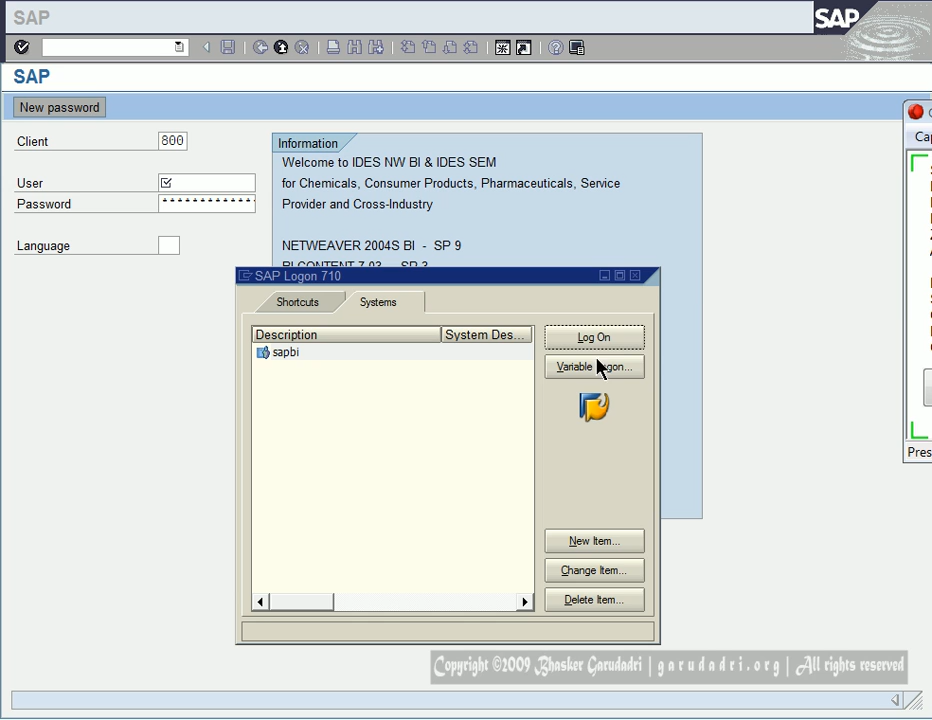 SAP
SAP
SAP
New password
Client 800
User
Password ************
Language
Information
Welcome to IDES NW BI & IDES SEM
for Chemicals, Consumer Products, Pharmaceuticals, Service
Provider and Cross-Industry
NETWEAVER 2004S BI - SP 9
SAP Logon 710
Shortcuts
Systems
Description
System Des...
sapbi
Log On
New Item...
Change Item...
Delete Item...
Cap
Pres
Copyright ©2009 Bhasker Garudadri | garudadri.org | All rights reserved